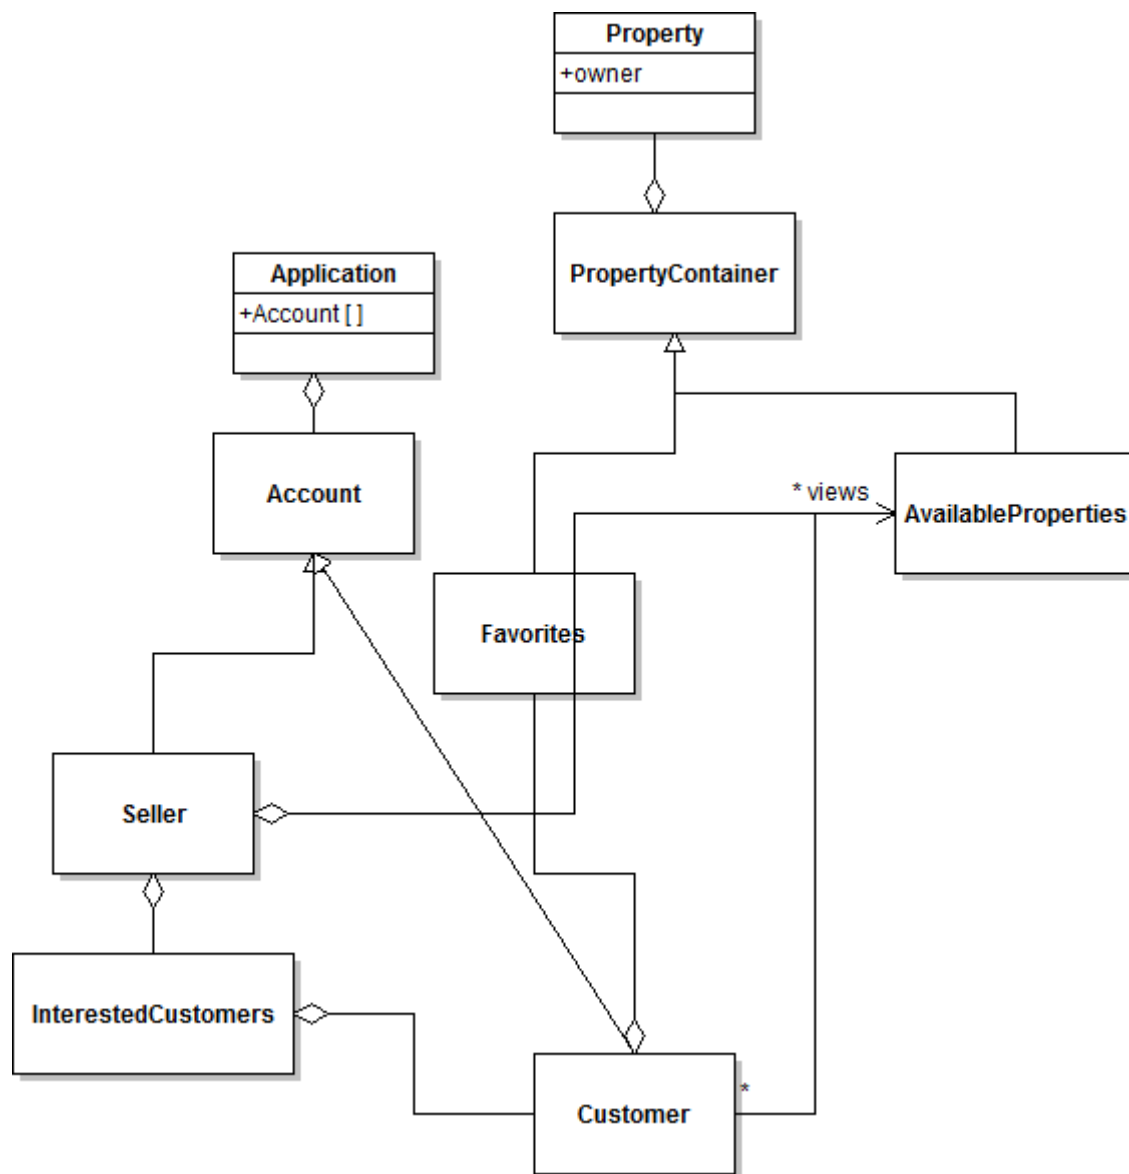 Property
+owner
PropertyContainer
Application
+Account [ ]
Account
* views
AvailableProperties
Favorites
Seller
InterestedCustomers
*
Customer